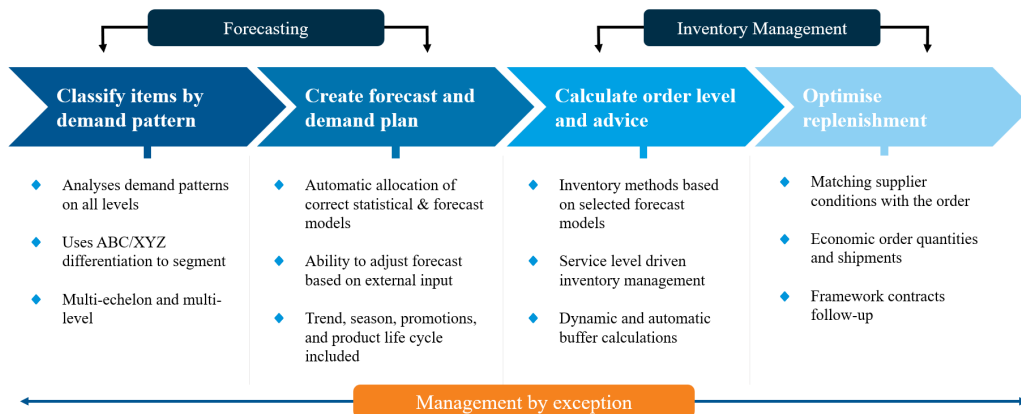 Forecasting
Inventory Management
Classify items by
demand pattern
Create forecast and
demand plan
Calculate order level
and advice
Optimise
replenishment
Analyses demand patterns
on all levels
Uses ABC/XYZ
differentiation to segment
Multi-echelon and multi-
level
Automatic allocation of
correct statistical & forecast
models
Ability to adjust forecast
based on external input
Trend, season, promotions,
and product life cycle
included
Inventory methods based
on selected forecast
models
Service level driven
inventory management
Dynamic and automatic
buffer calculations
Matching supplier
conditions with the order
Economic order quantities
and shipments
Framework contracts
follow-up
Management by exception